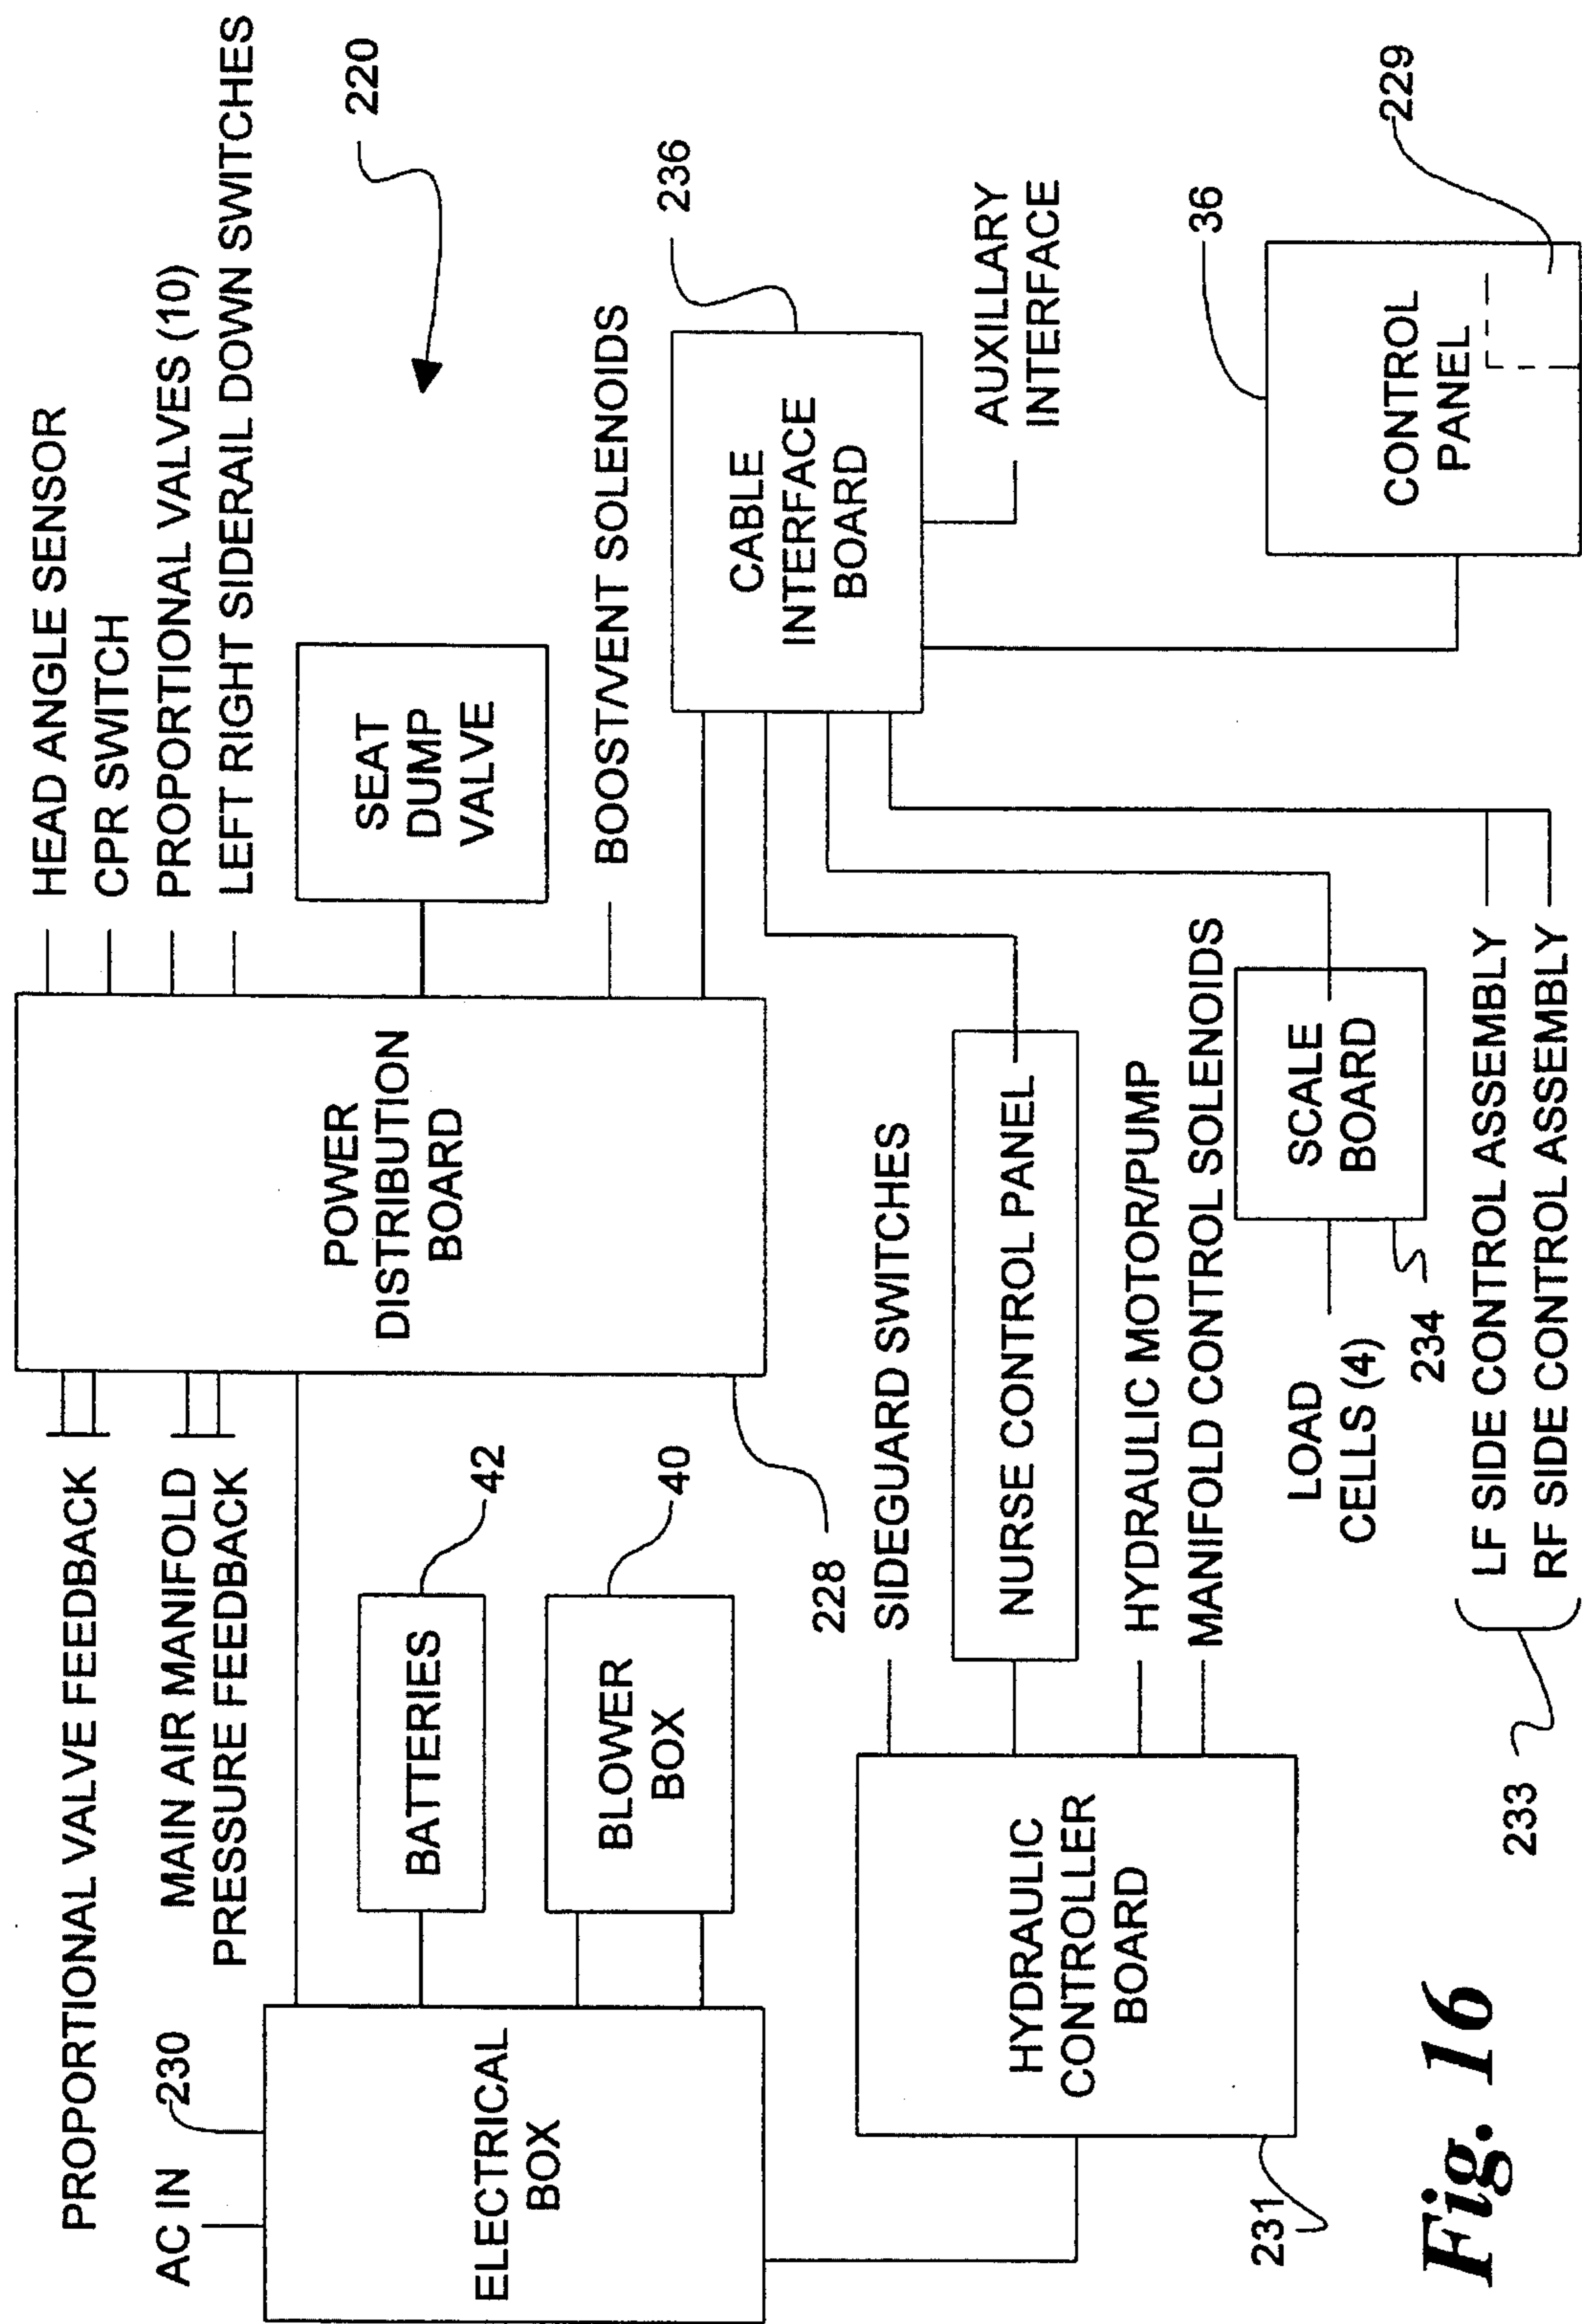 PROPORTIONAL VALVE FEEDBACK
MAIN AIR MANIFOLD
PRESSURE FEEDBACK
HEAD ANGLE SENSOR
CPR SWITCH
PROPORTIONAL VALVES (10)
LEFT RIGHT SIDERAIL DOWN SWITCHES
220
AC IN
230
ELECTRICAL
BOX
BATTERIES
42
BLOWER
BOX
40
POWER
DISTRIBUTION
BOARD
228
SEAT
DUMP
VALVE
BOOST/VENT SOLENOIDS
236
CABLE
INTERFACE
BOARD
AUXILLARY
INTERFACE
SIDEGUARD SWITCHES
NURSE CONTROL PANEL
HYDRAULIC MOTOR/PUMP
MANIFOLD CONTROL SOLENOIDS
HYDRAULIC
CONTROLLER
BOARD
231
LOAD
CELLS (4)
SCALE
BOARD
234
36
CONTROL
PANEL
229
233
LF SIDE CONTROL ASSEMBLY
RF SIDE CONTROL ASSEMBLY
Fig. 16